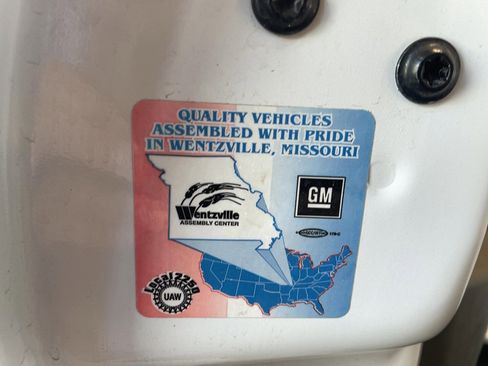 QUALITY VEHICLES
ASSEMBLED WITH PRIDE
IN WENTZVILLE, MISSOURI
Wentzville
ASSEMBLY CENTER
GM
Local 2250
UAW